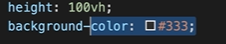 height: 100vh;
background-color: #333;